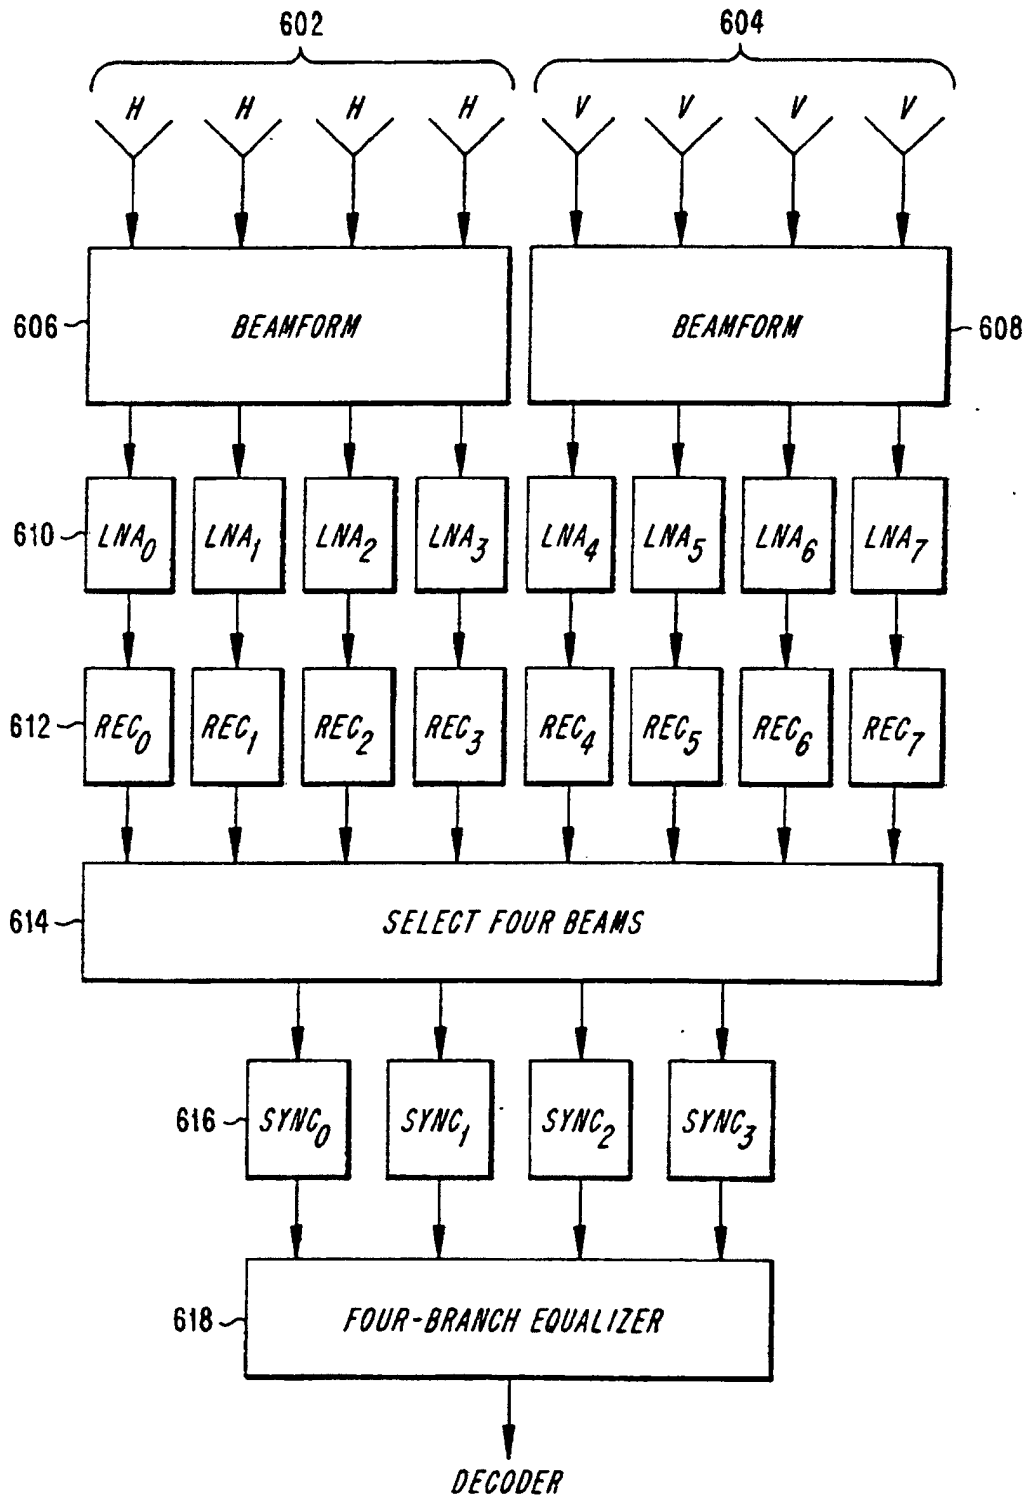 602 604
H H H H V V V V
606 BEAMFORM BEAMFORM 608
610 LNA0 LNA1 LNA2 LNA3 LNA4 LNA5 LNA6 LNA7
612 REC0 REC1 REC2 REC3 REC4 REC5 REC6 REC7
614 SELECT FOUR BEAMS
616 SYNC0 SYNC1 SYNC2 SYNC3
618 FOUR-BRANCH EQUALIZER
DECODER